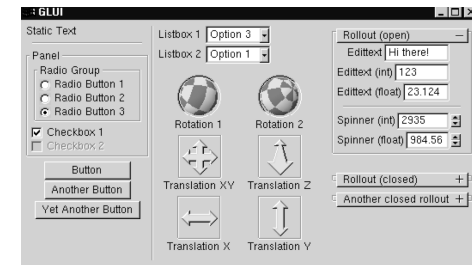 GLUI
Static Text
Panel
Radio Group
Radio Button 1
Radio Button 2
Radio Button 3
Checkbox 1
Checkbox 2
Button
Another Button
Yet Another Button
Listbox 1 Option 3
Listbox 2 Option 1
Rotation 1 Rotation 2
Translation XY Translation Z
Translation X Translation Y
Rollout (open) –
Edittext Hi there!
Edittext (int) 123
Edittext (float) 23.124
Spinner (int) 2935
Spinner (float) 984.56
Rollout (closed) +
Another closed rollout +